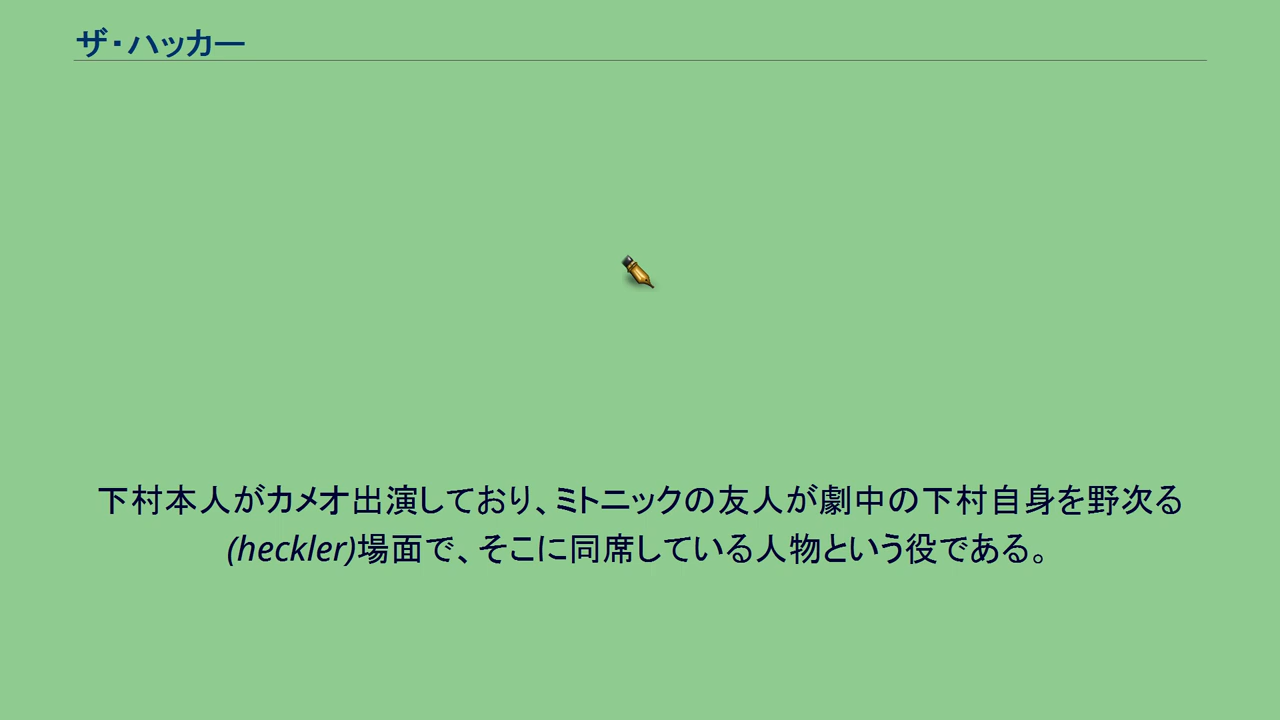 ザ・ハッカー
下村本人がカメオ出演しており、ミトニックの友人が劇中の下村自身を野次る
(heckler)場面で、そこに同席している人物という役である。